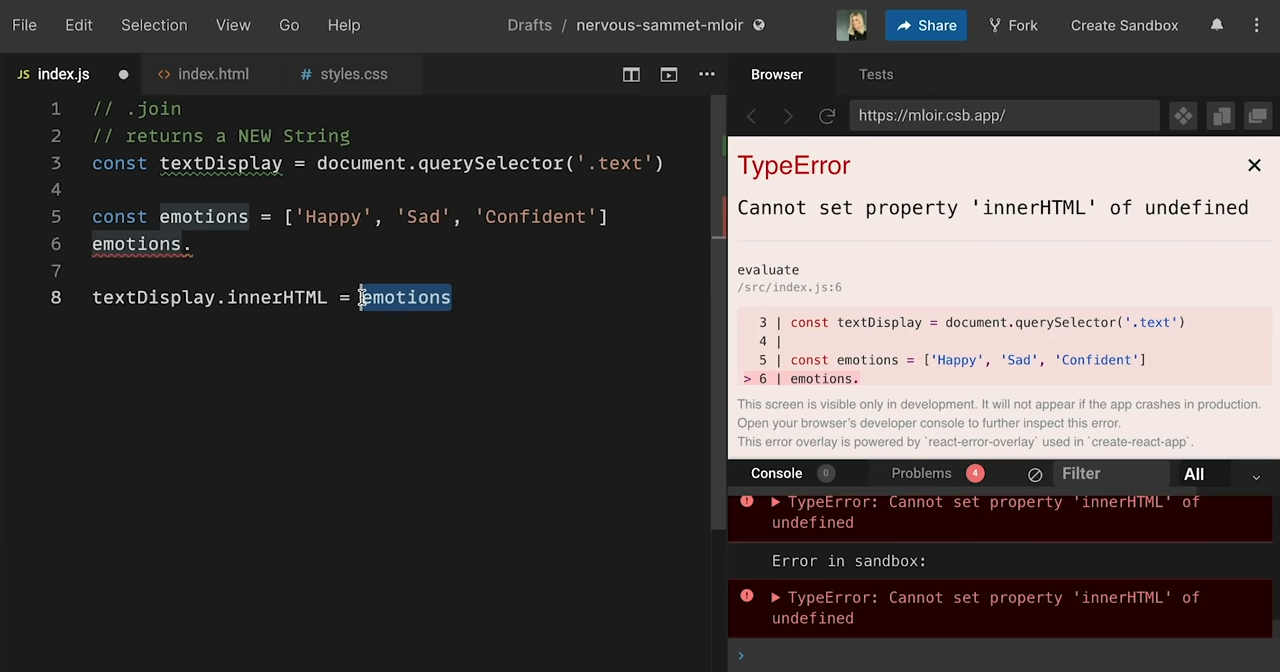 File Edit Selection View Go Help Drafts / nervous-sammet-mloir Share Fork Create Sandbox
JS index.js <> index.html # styles.css ••• Browser Tests
https://mloir.csb.app/
1 // .join
2 // returns a NEW String
3 const textDisplay = document.querySelector('.text')
4
5 const emotions = ['Happy', 'Sad', 'Confident']
6 emotions.
7
8 textDisplay.innerHTML = emotions
TypeError
Cannot set property 'innerHTML' of undefined
evaluate
/src/index.js:6
3 | const textDisplay = document.querySelector('.text')
4 |
5 | const emotions = ['Happy', 'Sad', 'Confident']
> 6 | emotions.
This screen is visible only in development. It will not appear if the app crashes in production.
Open your browser’s developer console to further inspect this error.
This error overlay is powered by `react-error-overlay` used in `create-react-app`.
Console 0 Problems 4 Filter All
TypeError: Cannot set property 'innerHTML' of
undefined
Error in sandbox:
TypeError: Cannot set property 'innerHTML' of
undefined